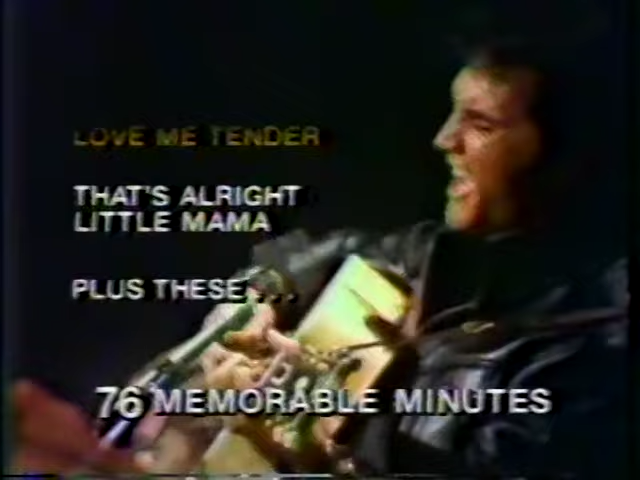 LOVE ME TENDER
THAT'S ALRIGHT
LITTLE MAMA
PLUS THESE....
76 MEMORABLE MINUTES